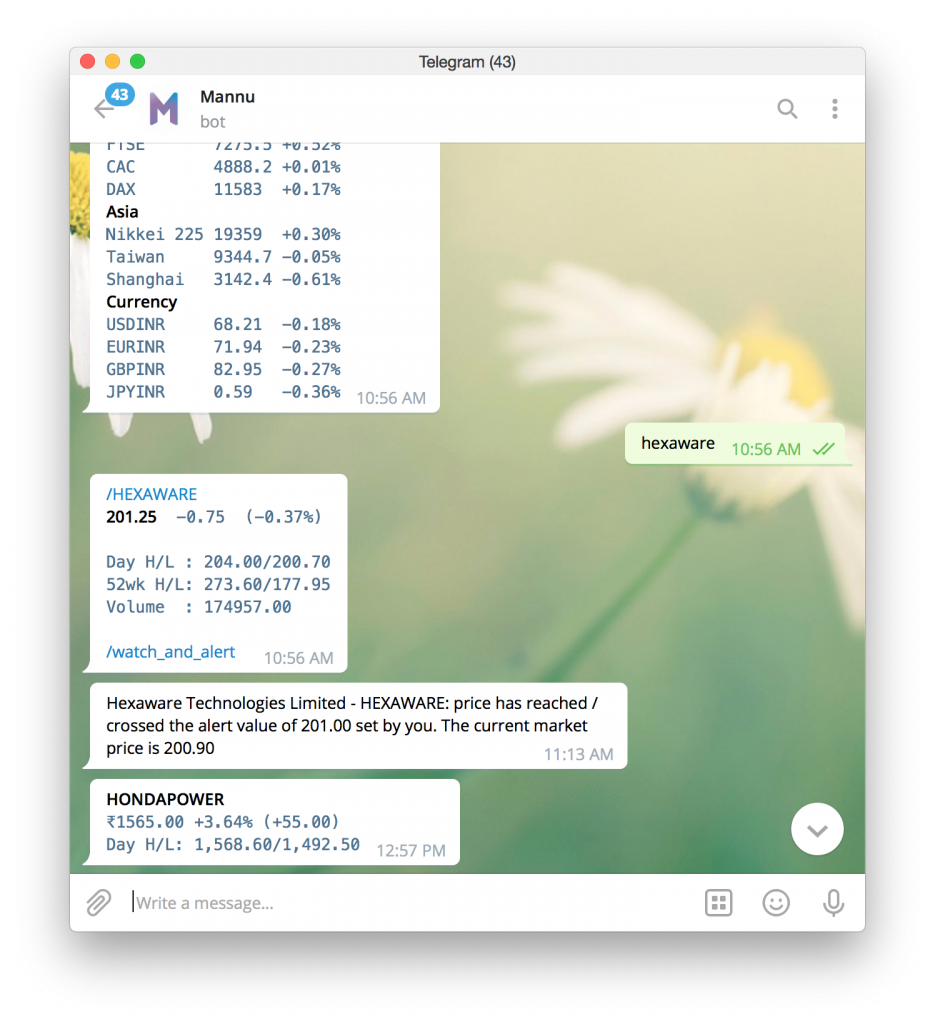 Telegram (43)
43
Mannu
bot
FTSE 7275.5 +0.52%
CAC 4888.2 +0.01%
DAX 11583 +0.17%
Asia
Nikkei 225 19359 +0.30%
Taiwan 9344.7 −0.05%
Shanghai 3142.4 −0.61%
Currency
USDINR 68.21 −0.18%
EURINR 71.94 −0.23%
GBPINR 82.95 −0.27%
JPYINR 0.59 −0.36% 10:56 AM
hexaware 10:56 AM
/HEXAWARE
201.25 −0.75 (−0.37%)
Day H/L : 204.00/200.70
52wk H/L: 273.60/177.95
Volume : 174957.00
/watch_and_alert 10:56 AM
Hexaware Technologies Limited - HEXAWARE: price has reached /
crossed the alert value of 201.00 set by you. The current market
price is 200.90 11:13 AM
HONDAPOWER
₹1565.00 +3.64% (+55.00)
Day H/L: 1,568.60/1,492.50 12:57 PM
Write a message...